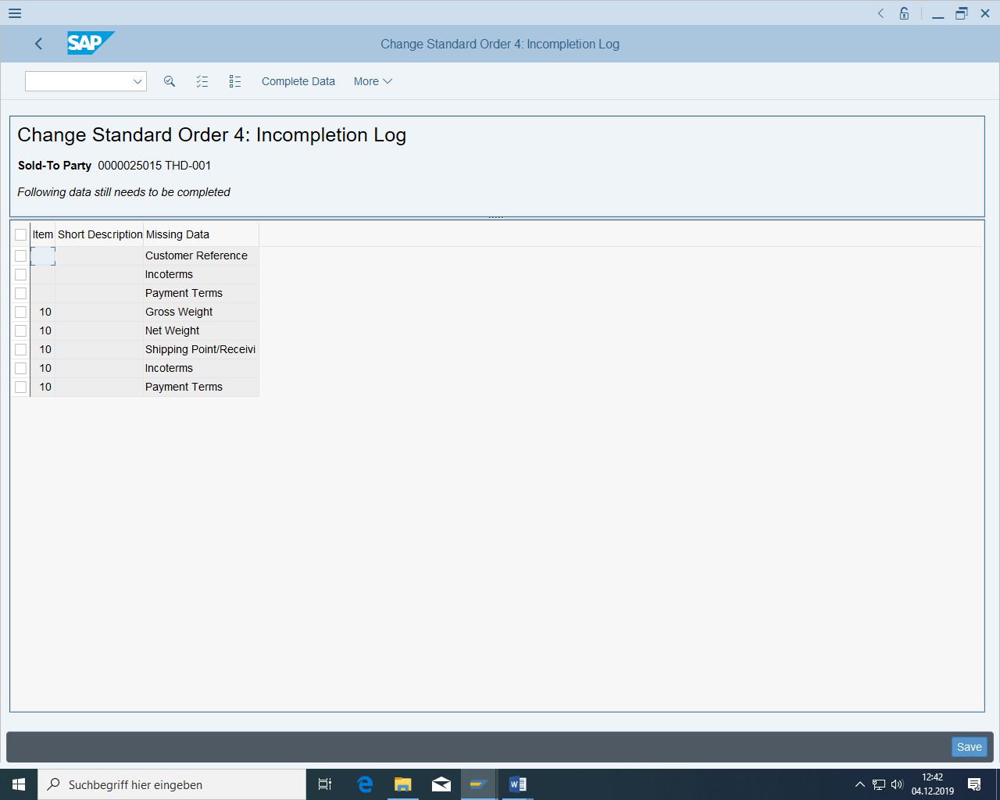 SAP
Change Standard Order 4: Incompletion Log
Complete Data
More
Change Standard Order 4: Incompletion Log
Sold-To Party 0000025015 THD-001
Following data still needs to be completed
Item Short Description Missing Data
Customer Reference
Incoterms
Payment Terms
10 Gross Weight
10 Net Weight
10 Shipping Point/Receivi
10 Incoterms
10 Payment Terms
Save
Suchbegriff hier eingeben
12:42
04.12.2019